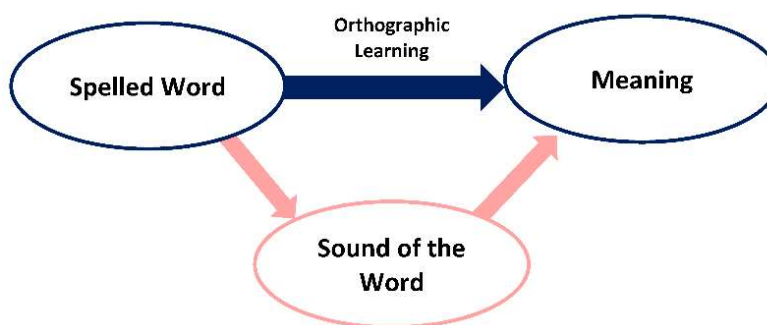 Orthographic
Learning
Spelled Word
Meaning
Sound of the
Word